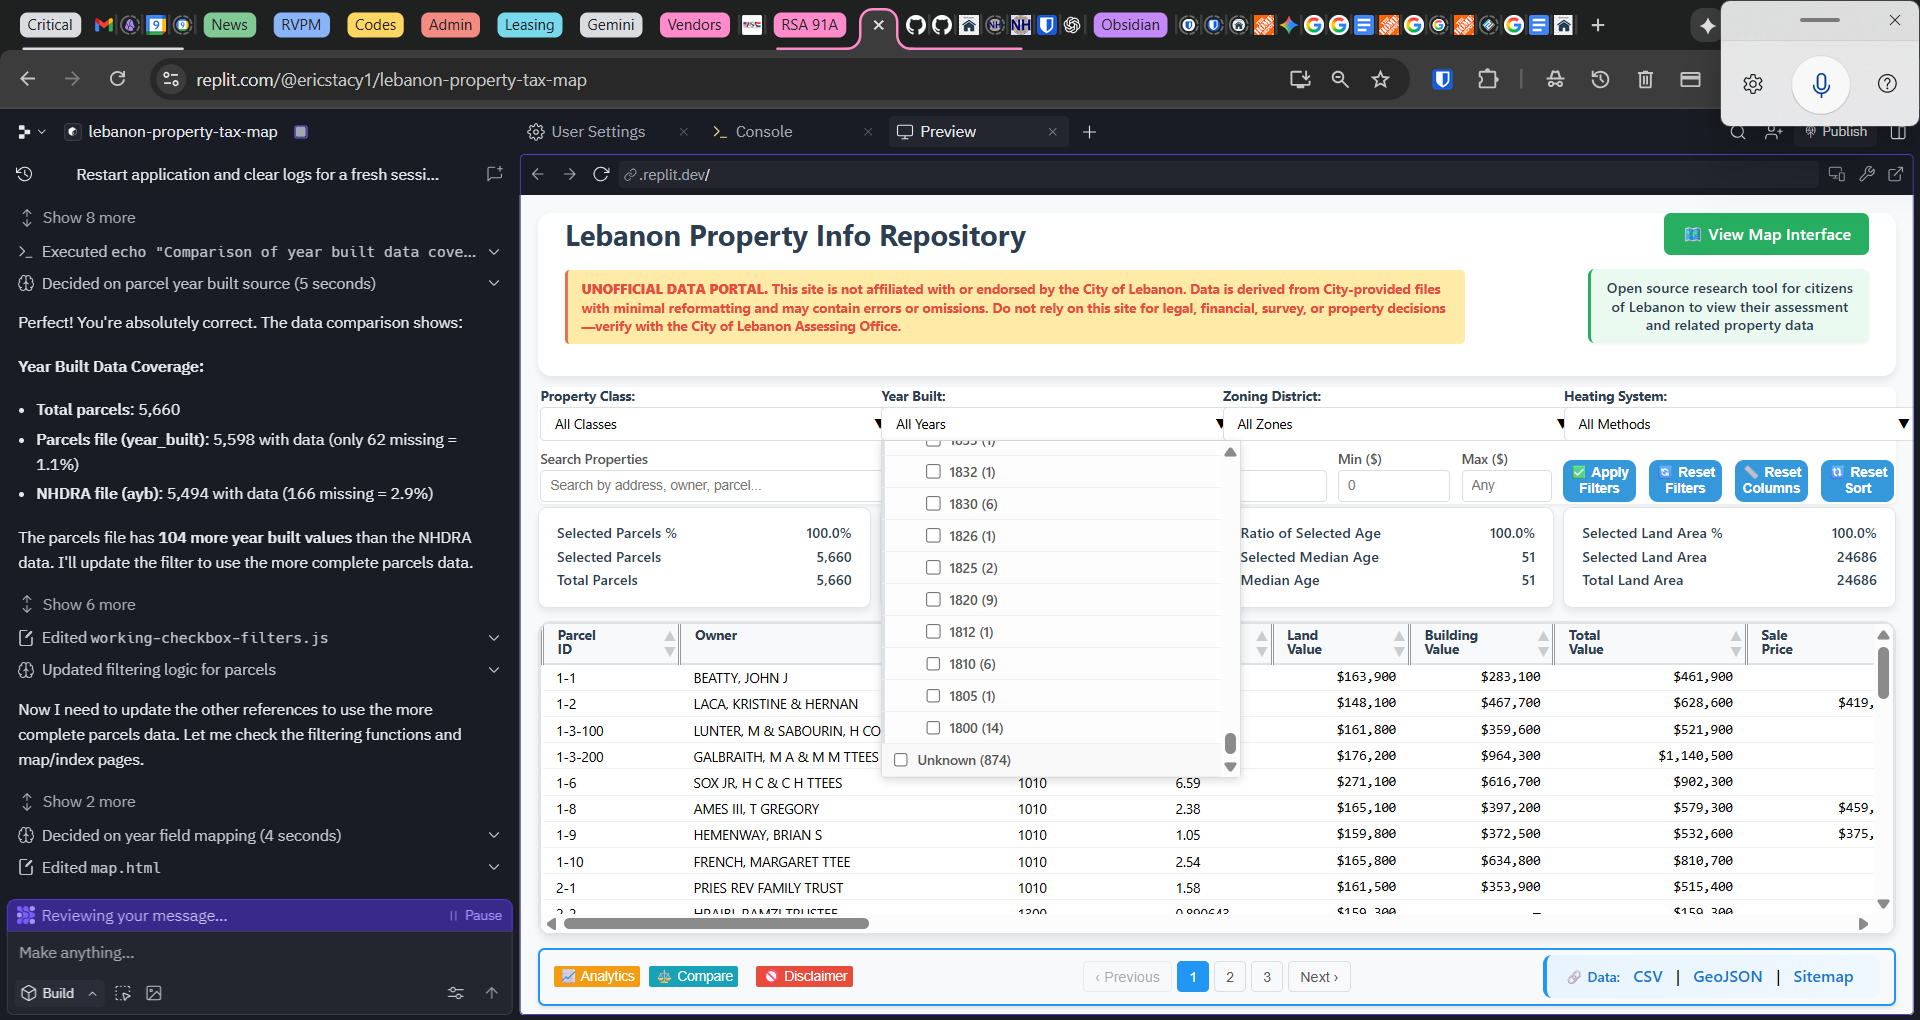 Critical
News
RVPM
Codes
Admin
Leasing
Gemini
Vendors
RSA 91A
Obsidian
replit.com/@ericstacy1/lebanon-property-tax-map
lebanon-property-tax-map
User Settings
Console
Preview
Publish
Restart application and clear logs for a fresh sessi...
.replit.dev/
Show 8 more
Executed echo "Comparison of year built data cove...
Decided on parcel year built source (5 seconds)
Perfect! You're absolutely correct. The data comparison shows:
Year Built Data Coverage:
• Total parcels: 5,660
• Parcels file (year_built): 5,598 with data (only 62 missing =
1.1%)
• NHDRA file (ayb): 5,494 with data (166 missing = 2.9%)
The parcels file has 104 more year built values than the NHDRA
data. I'll update the filter to use the more complete parcels data.
Show 6 more
Edited working-checkbox-filters.js
Updated filtering logic for parcels
Now I need to update the other references to use the more
complete parcels data. Let me check the filtering functions and
map/index pages.
Show 2 more
Decided on year field mapping (4 seconds)
Edited map.html
Reviewing your message...
Pause
Make anything...
Build
Lebanon Property Info Repository
View Map Interface
UNOFFICIAL DATA PORTAL. This site is not affiliated with or endorsed by the City of Lebanon. Data is derived from City-provided files
with minimal reformatting and may contain errors or omissions. Do not rely on this site for legal, financial, survey, or property decisions
—verify with the City of Lebanon Assessing Office.
Open source research tool for citizens
of Lebanon to view their assessment
and related property data
Property Class:
Year Built:
Zoning District:
Heating System:
All Classes
All Years
All Zones
All Methods
Search Properties
Min ($)
Max ($)
Search by address, owner, parcel...
0
Any
Apply
Filters
Reset
Filters
Reset
Columns
Reset
Sort
1832 (1)
1830 (6)
1826 (1)
1825 (2)
1820 (9)
1812 (1)
1810 (6)
1805 (1)
1800 (14)
Unknown (874)
Selected Parcels % 100.0%
Selected Parcels 5,660
Total Parcels 5,660
Ratio of Selected Age 100.0%
Selected Median Age 51
Median Age 51
Selected Land Area % 100.0%
Selected Land Area 24686
Total Land Area 24686
Parcel
ID
Owner
Land
Value
Building
Value
Total
Value
Sale
Price
1-1 BEATTY, JOHN J $163,900 $283,100 $461,900
1-2 LACA, KRISTINE & HERNAN $148,100 $467,700 $628,600 $419,
1-3-100 LUNTER, M & SABOURIN, H CO $161,800 $359,600 $521,900
1-3-200 GALBRAITH, M A & M M TTEES $176,200 $964,300 $1,140,500
1-6 SOX JR, H C & C H TTEES 1010 6.59 $271,100 $616,700 $902,300
1-8 AMES III, T GREGORY 1010 2.38 $165,100 $397,200 $579,300 $459,
1-9 HEMENWAY, BRIAN S 1010 1.05 $159,800 $372,500 $532,600 $375,
1-10 FRENCH, MARGARET TTEE 1010 2.54 $165,800 $634,800 $810,700
2-1 PRIES REV FAMILY TRUST 1010 1.58 $161,500 $353,900 $515,400
2-2 1300 0.890643 $159,300 – $159,300
Analytics
Compare
Disclaimer
‹ Previous
1
2
3
Next ›
Data: CSV | GeoJSON | Sitemap